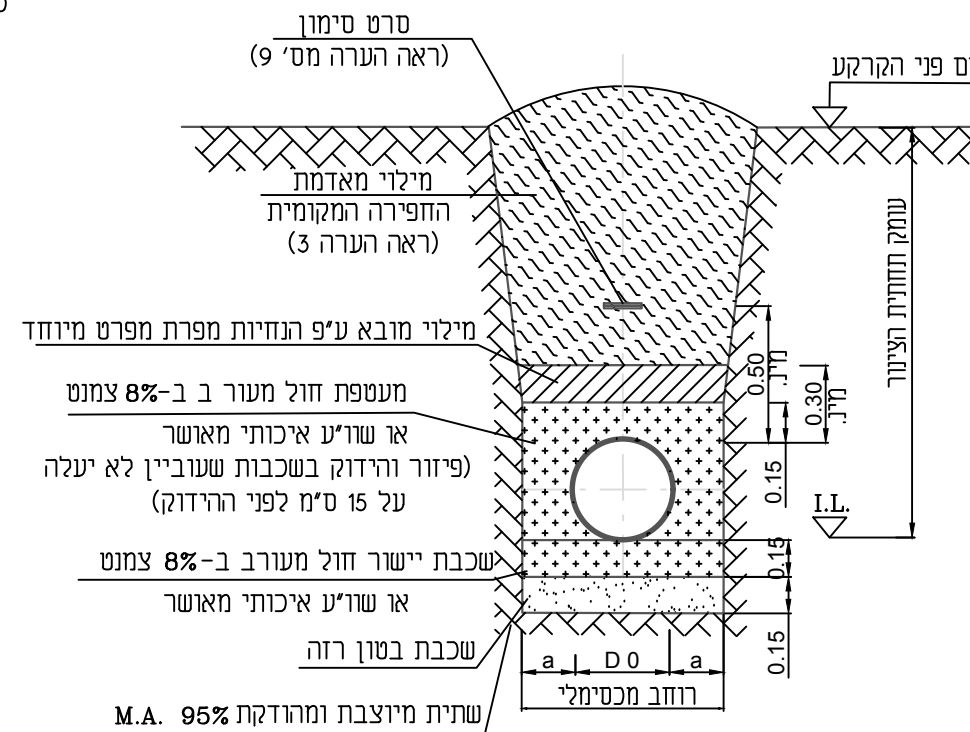 סרט סימון
(ראה הערה מס' 9)
ם פני הקרקע
מילוי מאדמת
החפירה המקומית
(ראה הערה 3)
עומק תחתית הצינור
מילוי מובא ע"פ הנחיות מפרת מפרט מיוחד
0.50
מינ.
0.30
מינ.
0.15
מעטפת חול מעור ב ב-8% צמנט
או שוו"ע איכותי מאושר
(פיזור והידוק בשכבות שעוביין לא יעלה
על 15 ס"מ לפני ההידוק)
I.L.
שכבת יישור חול מעורב ב-8% צמנט
או שוו"ע איכותי מאושר
0.15
0.15
שכבת בטון רזה
a D0 a
רוחב מכסימלי
שתית מיוצבת ומהודקת M.A. 95%